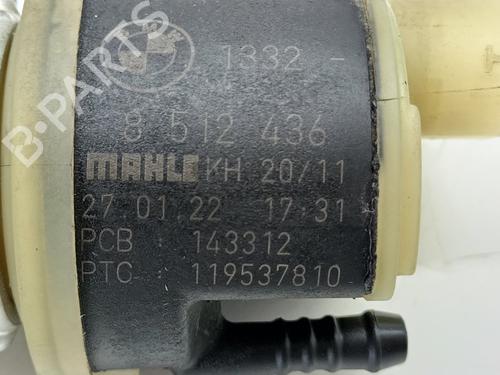 1332 -
8 512 436
MAHLE KH 20/11
27.01.22 17:31
PCB : 143312
PTC : 119537810
B-PARTS